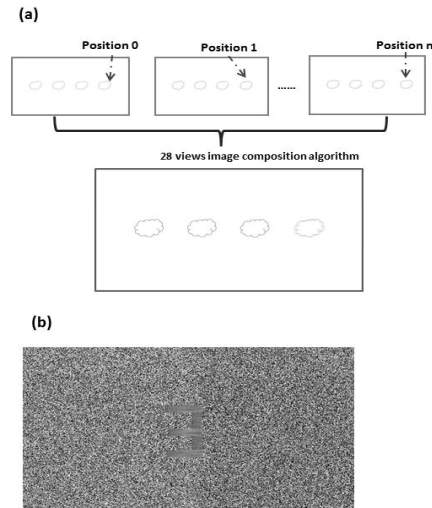 (a)
Position 0
Position 1
Position n
......
28 views image composition algorithm
(b)